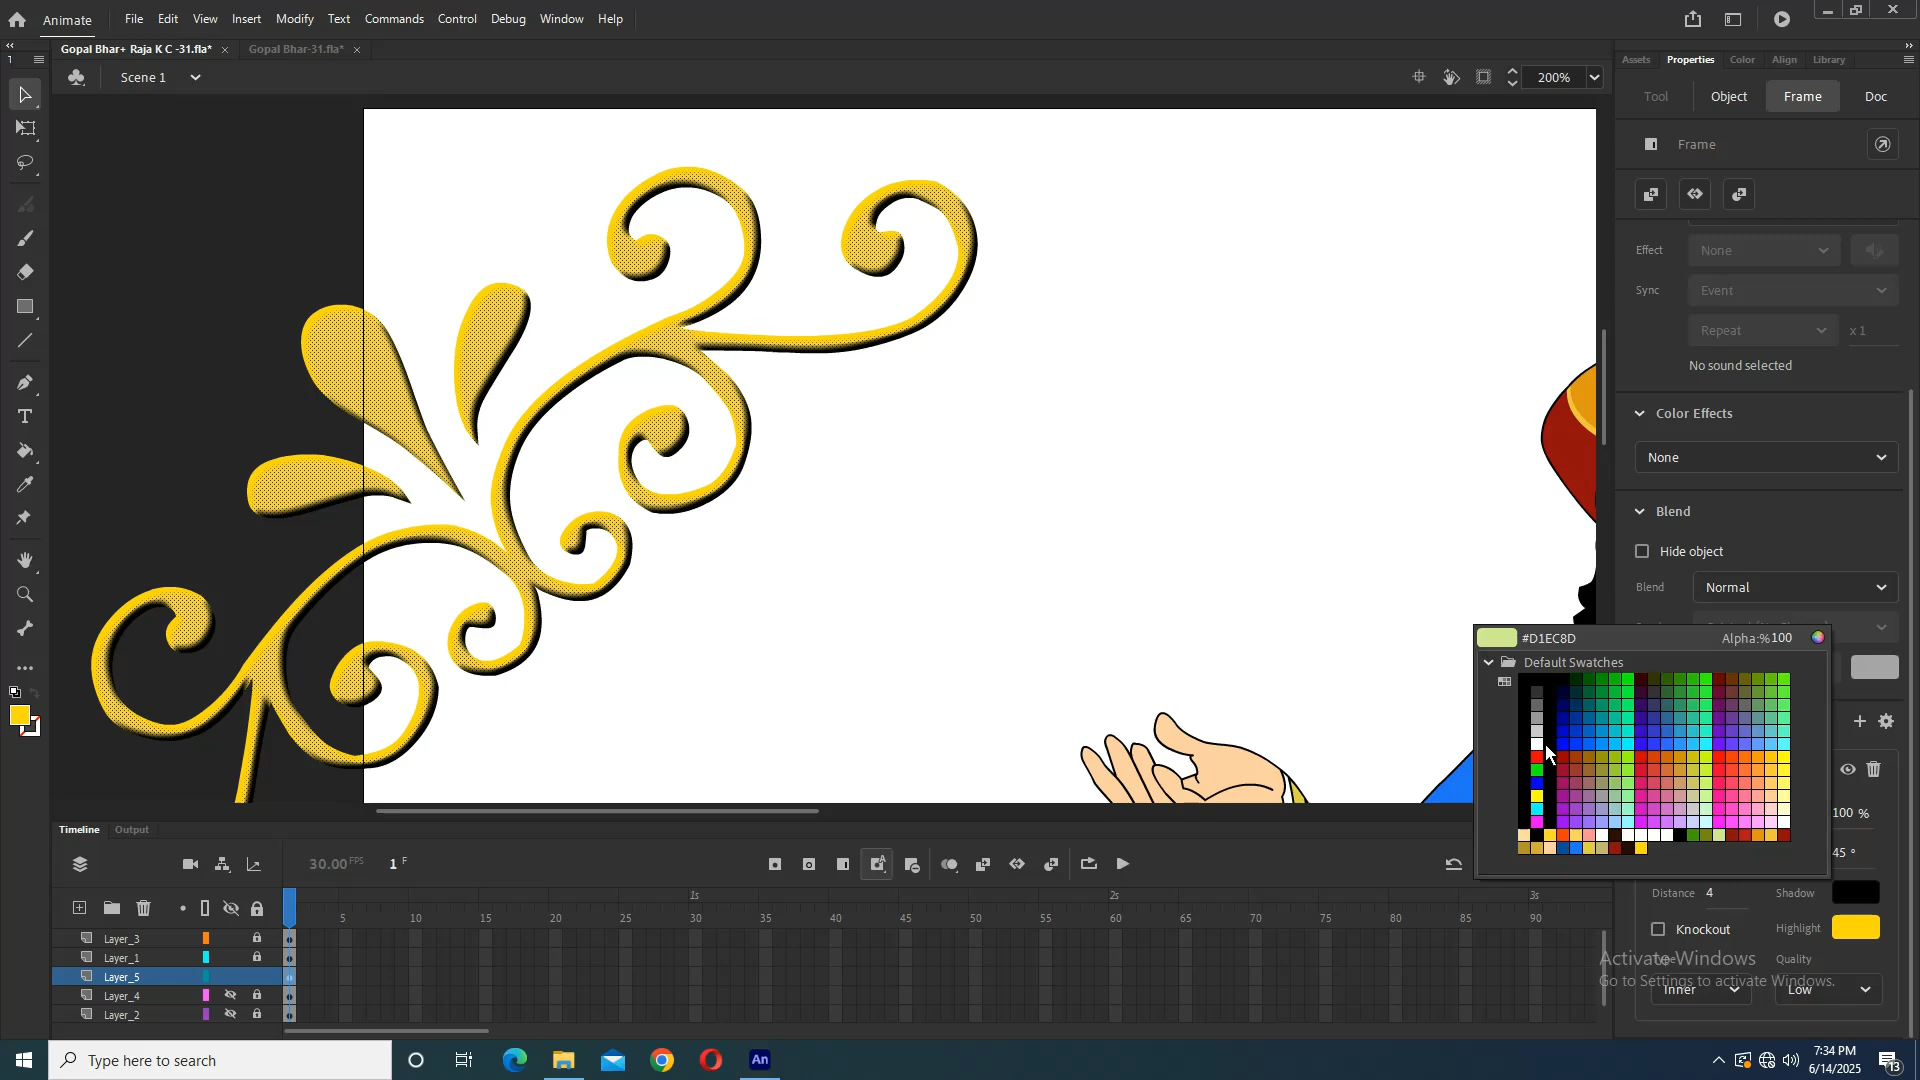 Animate
File Edit View Insert Modify Text Commands Control Debug Window Help
Gopal Bhar+ Raja K C -31.fla* × Gopal Bhar-31.fla* ×
Scene 1
200%
Assets Properties Color Align Library
Tool Object Frame Doc
Frame
Effect None
Sync Event
Repeat x 1
No sound selected
Color Effects
None
Blend
Hide object
Blend Normal
#D1EC8D Alpha:% 100
Default Swatches
100 %
45 °
Distance 4 Shadow
Knockout Highlight
Quality
Inner Low
Activate Windows
Go to Settings to activate Windows.
Timeline Output
30.00 FPS 1 F
1s 2s 3s
5 10 15 20 25 30 35 40 45 50 55 60 65 70 75 80 85 90
Layer_3
Layer_1
Layer_5
Layer_4
Layer_2
Type here to search
An
7:34 PM
6/14/2025
13